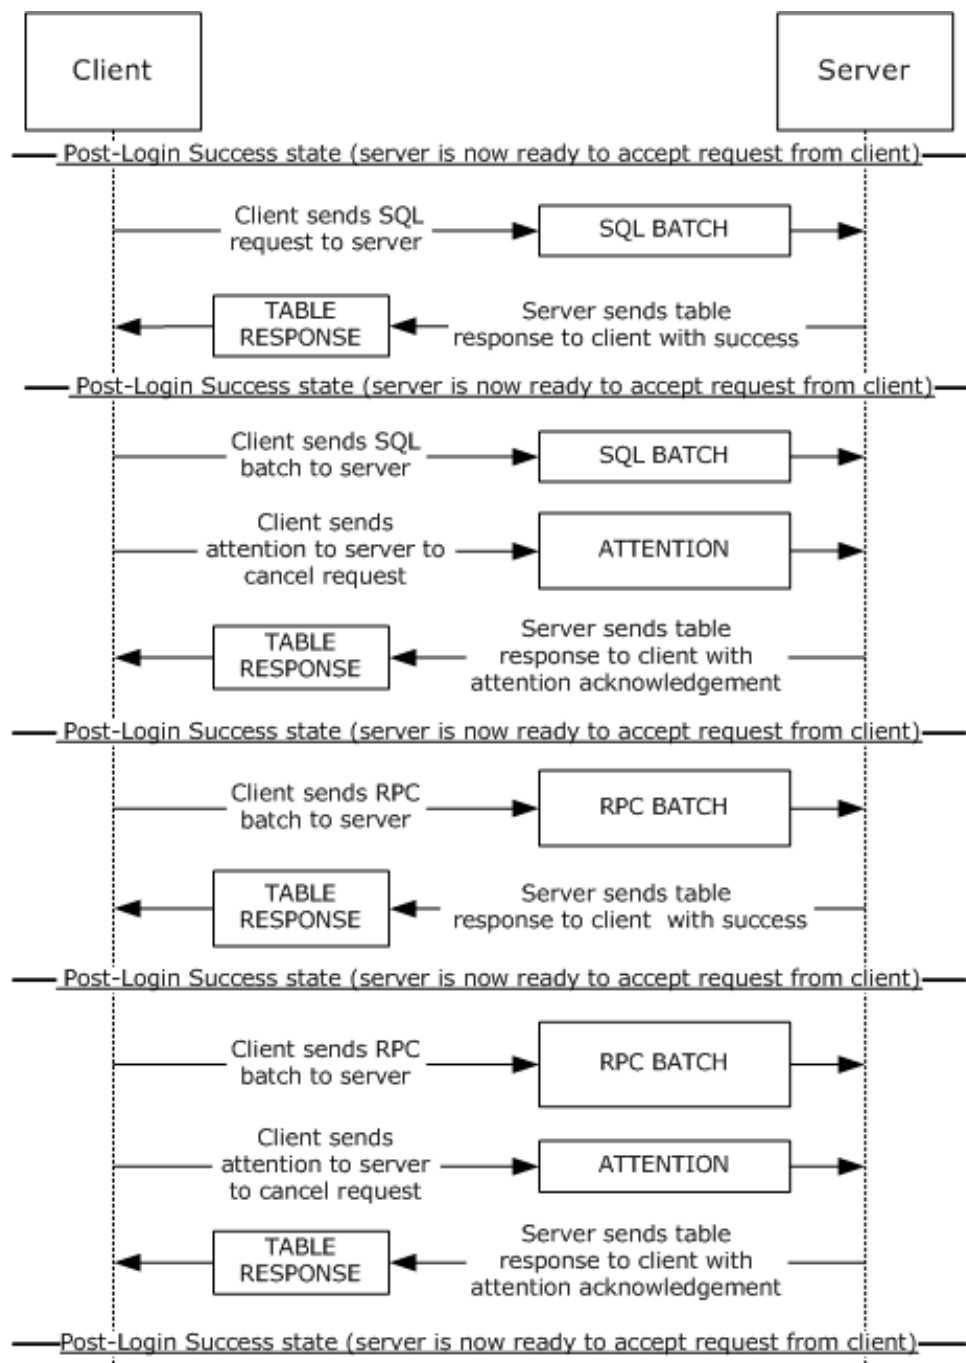 Client
Server
Post-Login Success state (server is now ready to accept request from client)
Client sends SQL
request to server
SQL BATCH
TABLE
RESPONSE
Server sends table
response to client with success
Post-Login Success state (server is now ready to accept request from client)
Client sends SQL
batch to server
SQL BATCH
Client sends
attention to server to
cancel request
ATTENTION
TABLE
RESPONSE
Server sends table
response to client with
attention acknowledgement
Post-Login Success state (server is now ready to accept request from client)
Client sends RPC
batch to server
RPC BATCH
TABLE
RESPONSE
Server sends table
response to client with success
Post-Login Success state (server is now ready to accept request from client)
Client sends RPC
batch to server
RPC BATCH
Client sends
attention to server
to cancel request
ATTENTION
TABLE
RESPONSE
Server sends table
response to client with
attention acknowledgement
Post-Login Success state (server is now ready to accept request from client)